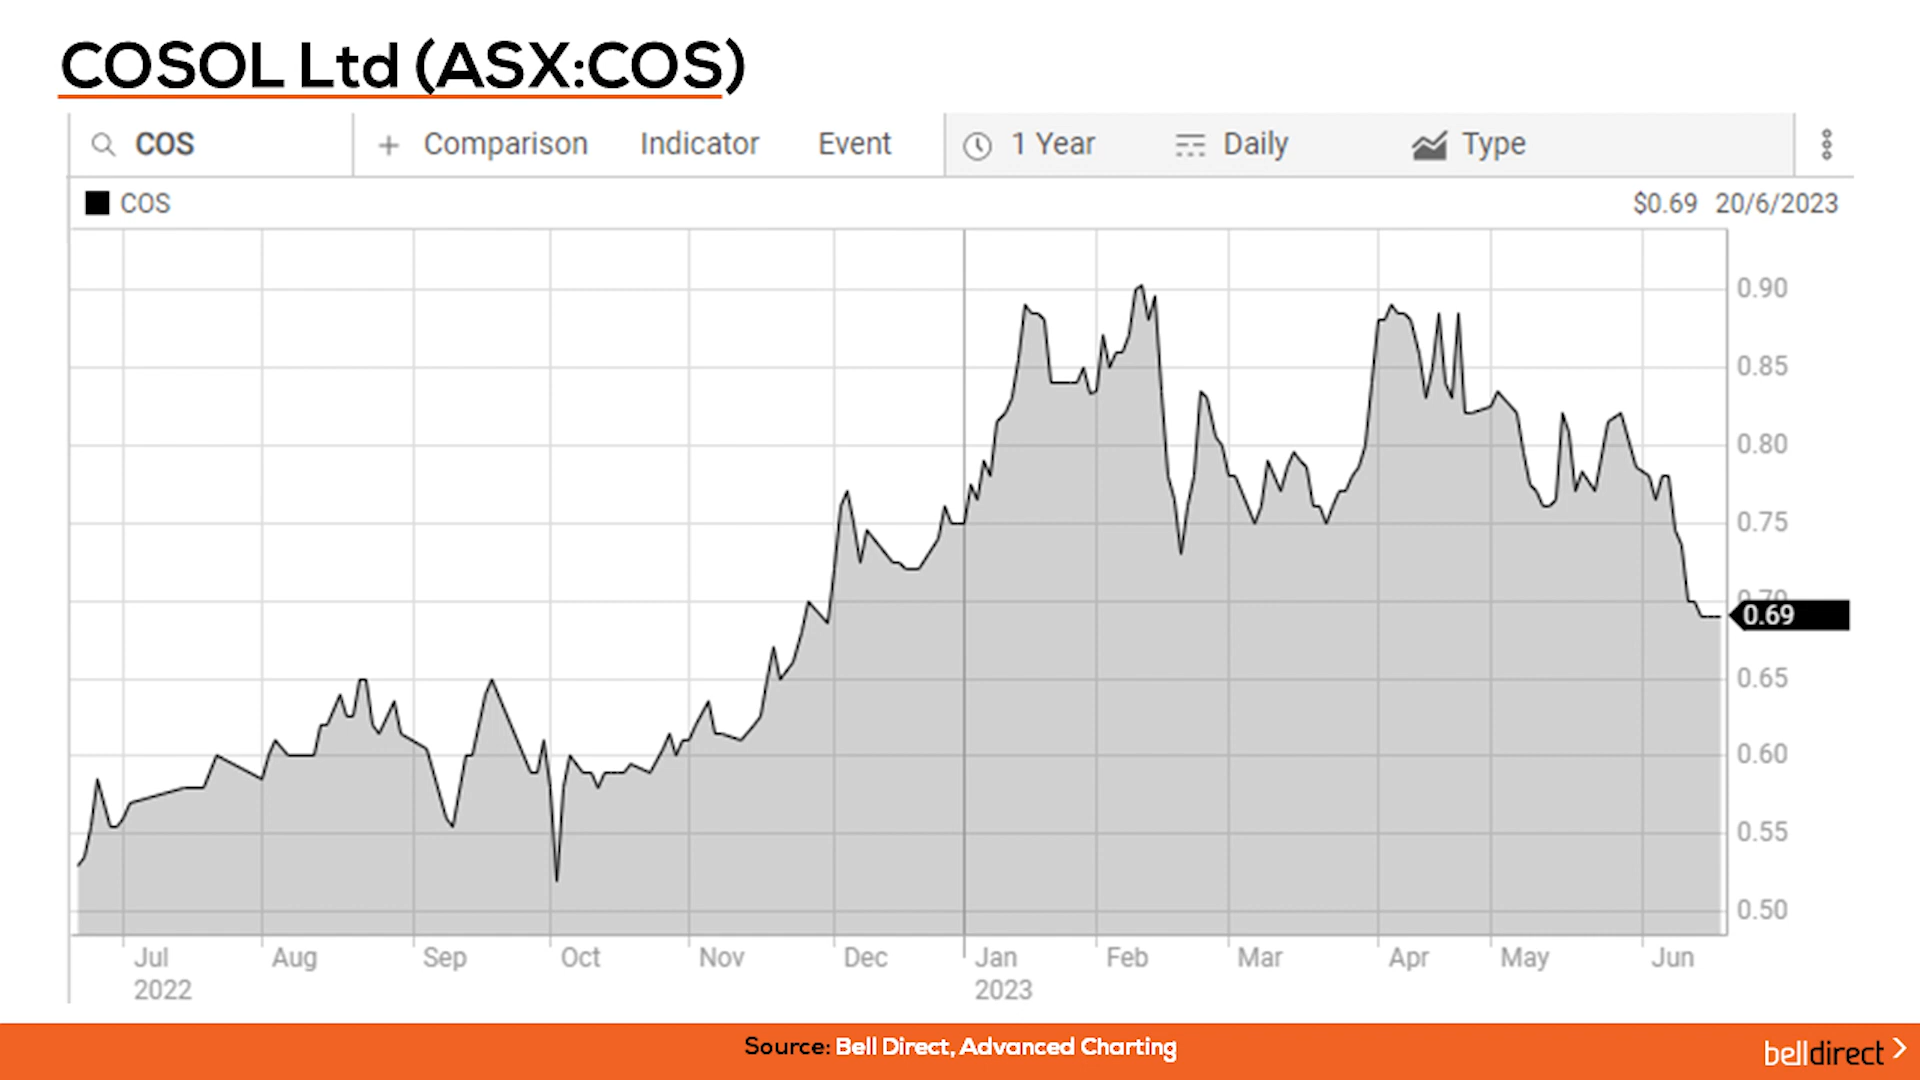 COSOL Ltd (ASX:COS)
COS + Comparison Indicator Event 1 Year Daily Type
COS $0.69 20/6/2023
0.90
0.85
0.80
0.75
0.70
0.69
0.65
0.60
0.55
0.50
Jul Aug Sep Oct Nov Dec Jan Feb Mar Apr May Jun
2022 2023
Source: Bell Direct, Advanced Charting
belldirect